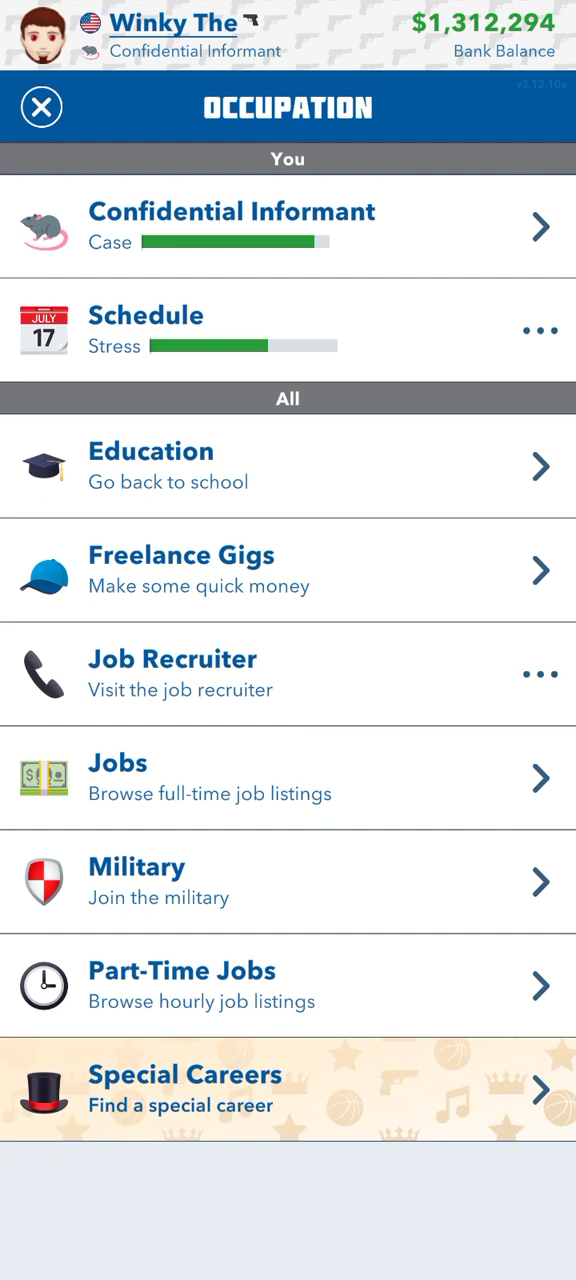 Winky The
$1,312,294
Confidential Informant
Bank Balance
v3.12.10a
OCCUPATION
You
Confidential Informant
Case
JULY
17
Schedule
Stress
All
Education
Go back to school
Freelance Gigs
Make some quick money
Job Recruiter
Visit the job recruiter
Jobs
Browse full-time job listings
Military
Join the military
Part-Time Jobs
Browse hourly job listings
Special Careers
Find a special career